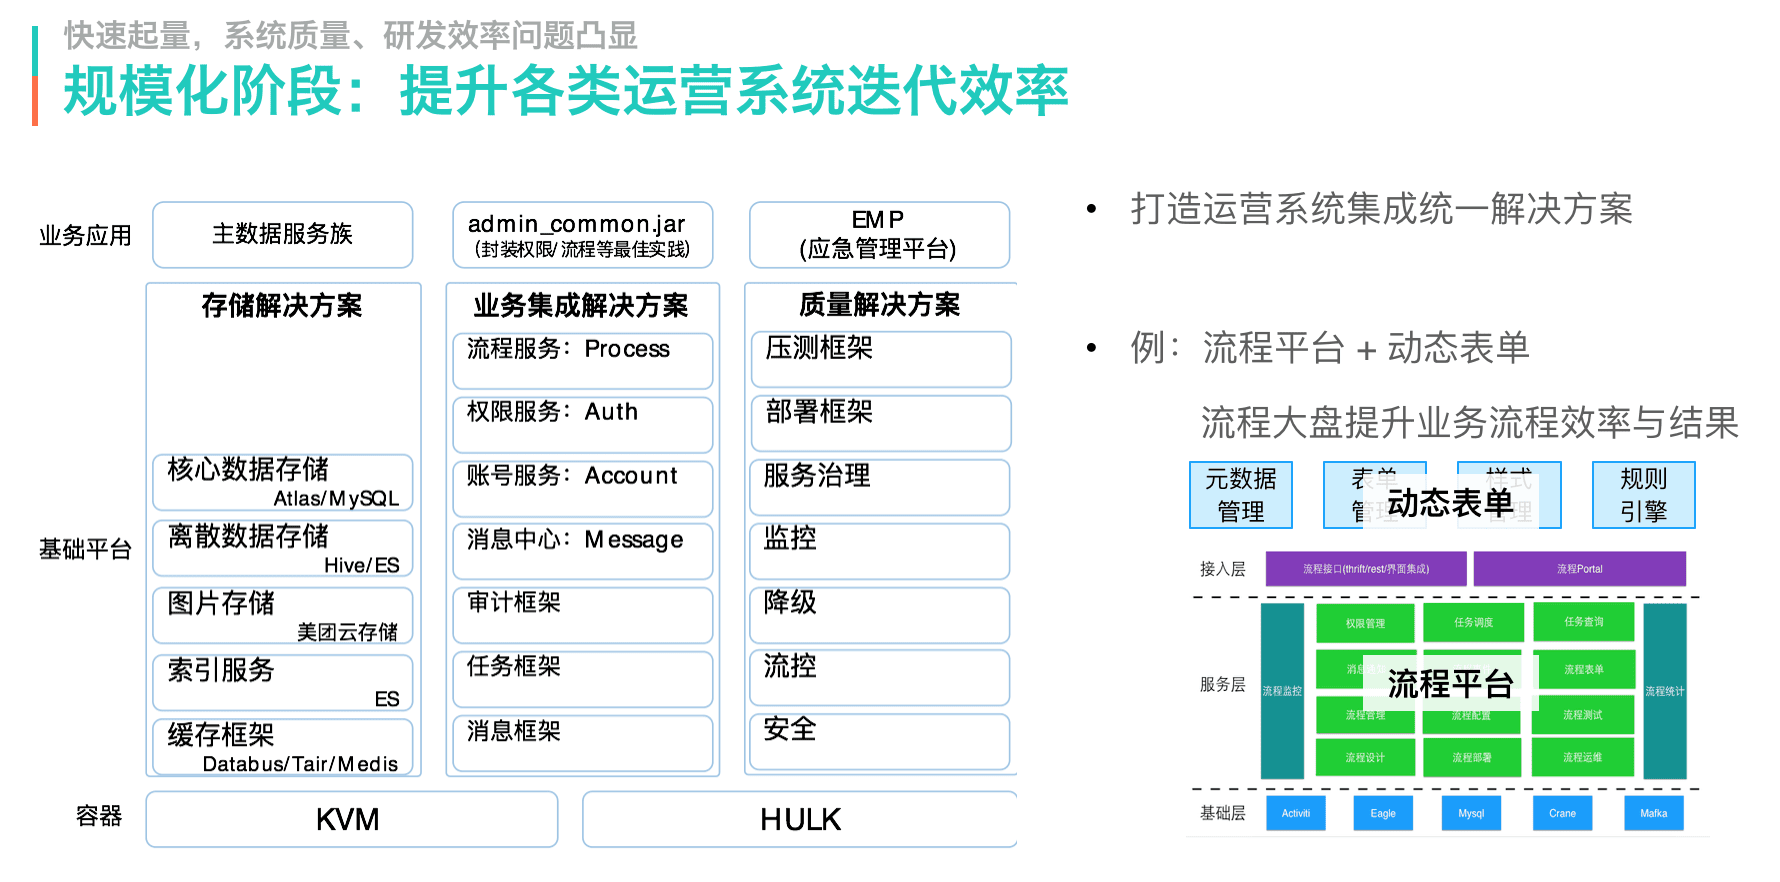 快速起量，系统质量、研发效率问题凸显
规模化阶段：提升各类运营系统迭代效率
业务应用
主数据服务族
admin_common.jar
（封装权限/流程等最佳实践）
EMP
(应急管理平台)
基础平台
存储解决方案
核心数据存储
Atlas/MySQL
离散数据存储
Hive/ES
图片存储
美团云存储
索引服务
ES
缓存框架
Databus/Tair/Medis
业务集成解决方案
流程服务：Process
权限服务：Auth
账号服务：Account
消息中心：Message
审计框架
任务框架
消息框架
质量解决方案
压测框架
部署框架
服务治理
监控
降级
流控
安全
容器
KVM
HULK
• 打造运营系统集成统一解决方案
• 例：流程平台 + 动态表单
流程大盘提升业务流程效率与结果
元数据
管理
表单
管理
样式
管理
规则
引擎
动态表单
接入层
流程接口(thrift/rest/界面集成)
流程Portal
服务层
流程监控
权限管理
任务调度
任务查询
消息
流程表单
流程平台
流程管理
流程配置
流程测试
流程设计
流程部署
流程运维
流程统计
基础层
Activiti
Eagle
Mysql
Crane
Mafka